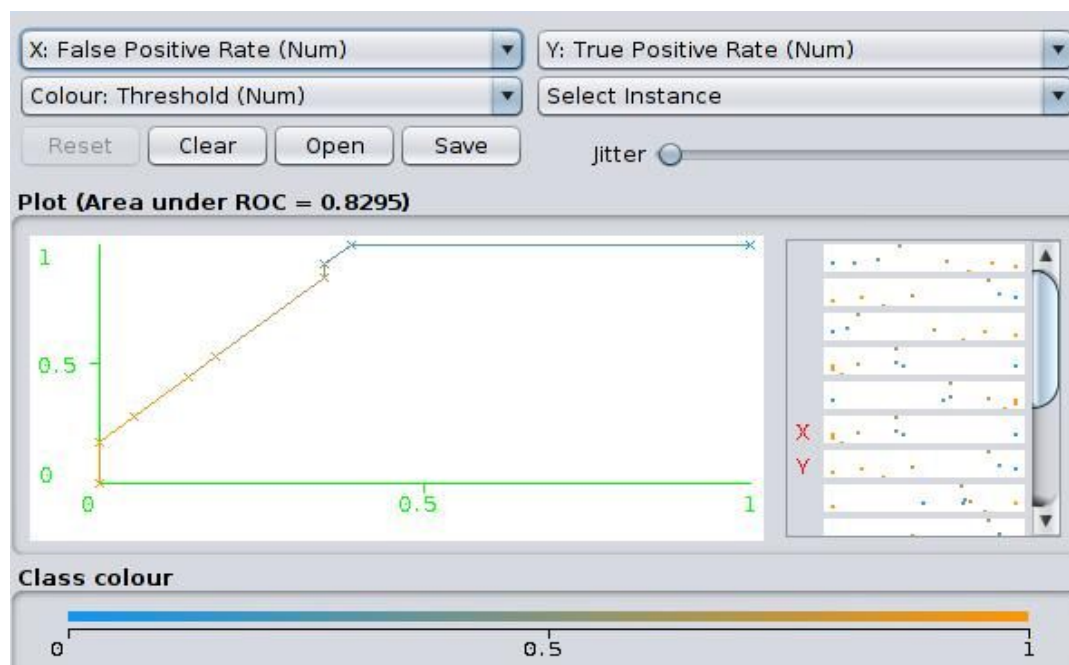 X: False Positive Rate (Num)
Y: True Positive Rate (Num)
Colour: Threshold (Num)
Select Instance
Reset
Clear
Open
Save
Jitter
Plot (Area under ROC = 0.8295)
1
0.5
0
0
0.5
1
X
Y
Class colour
0
0.5
1